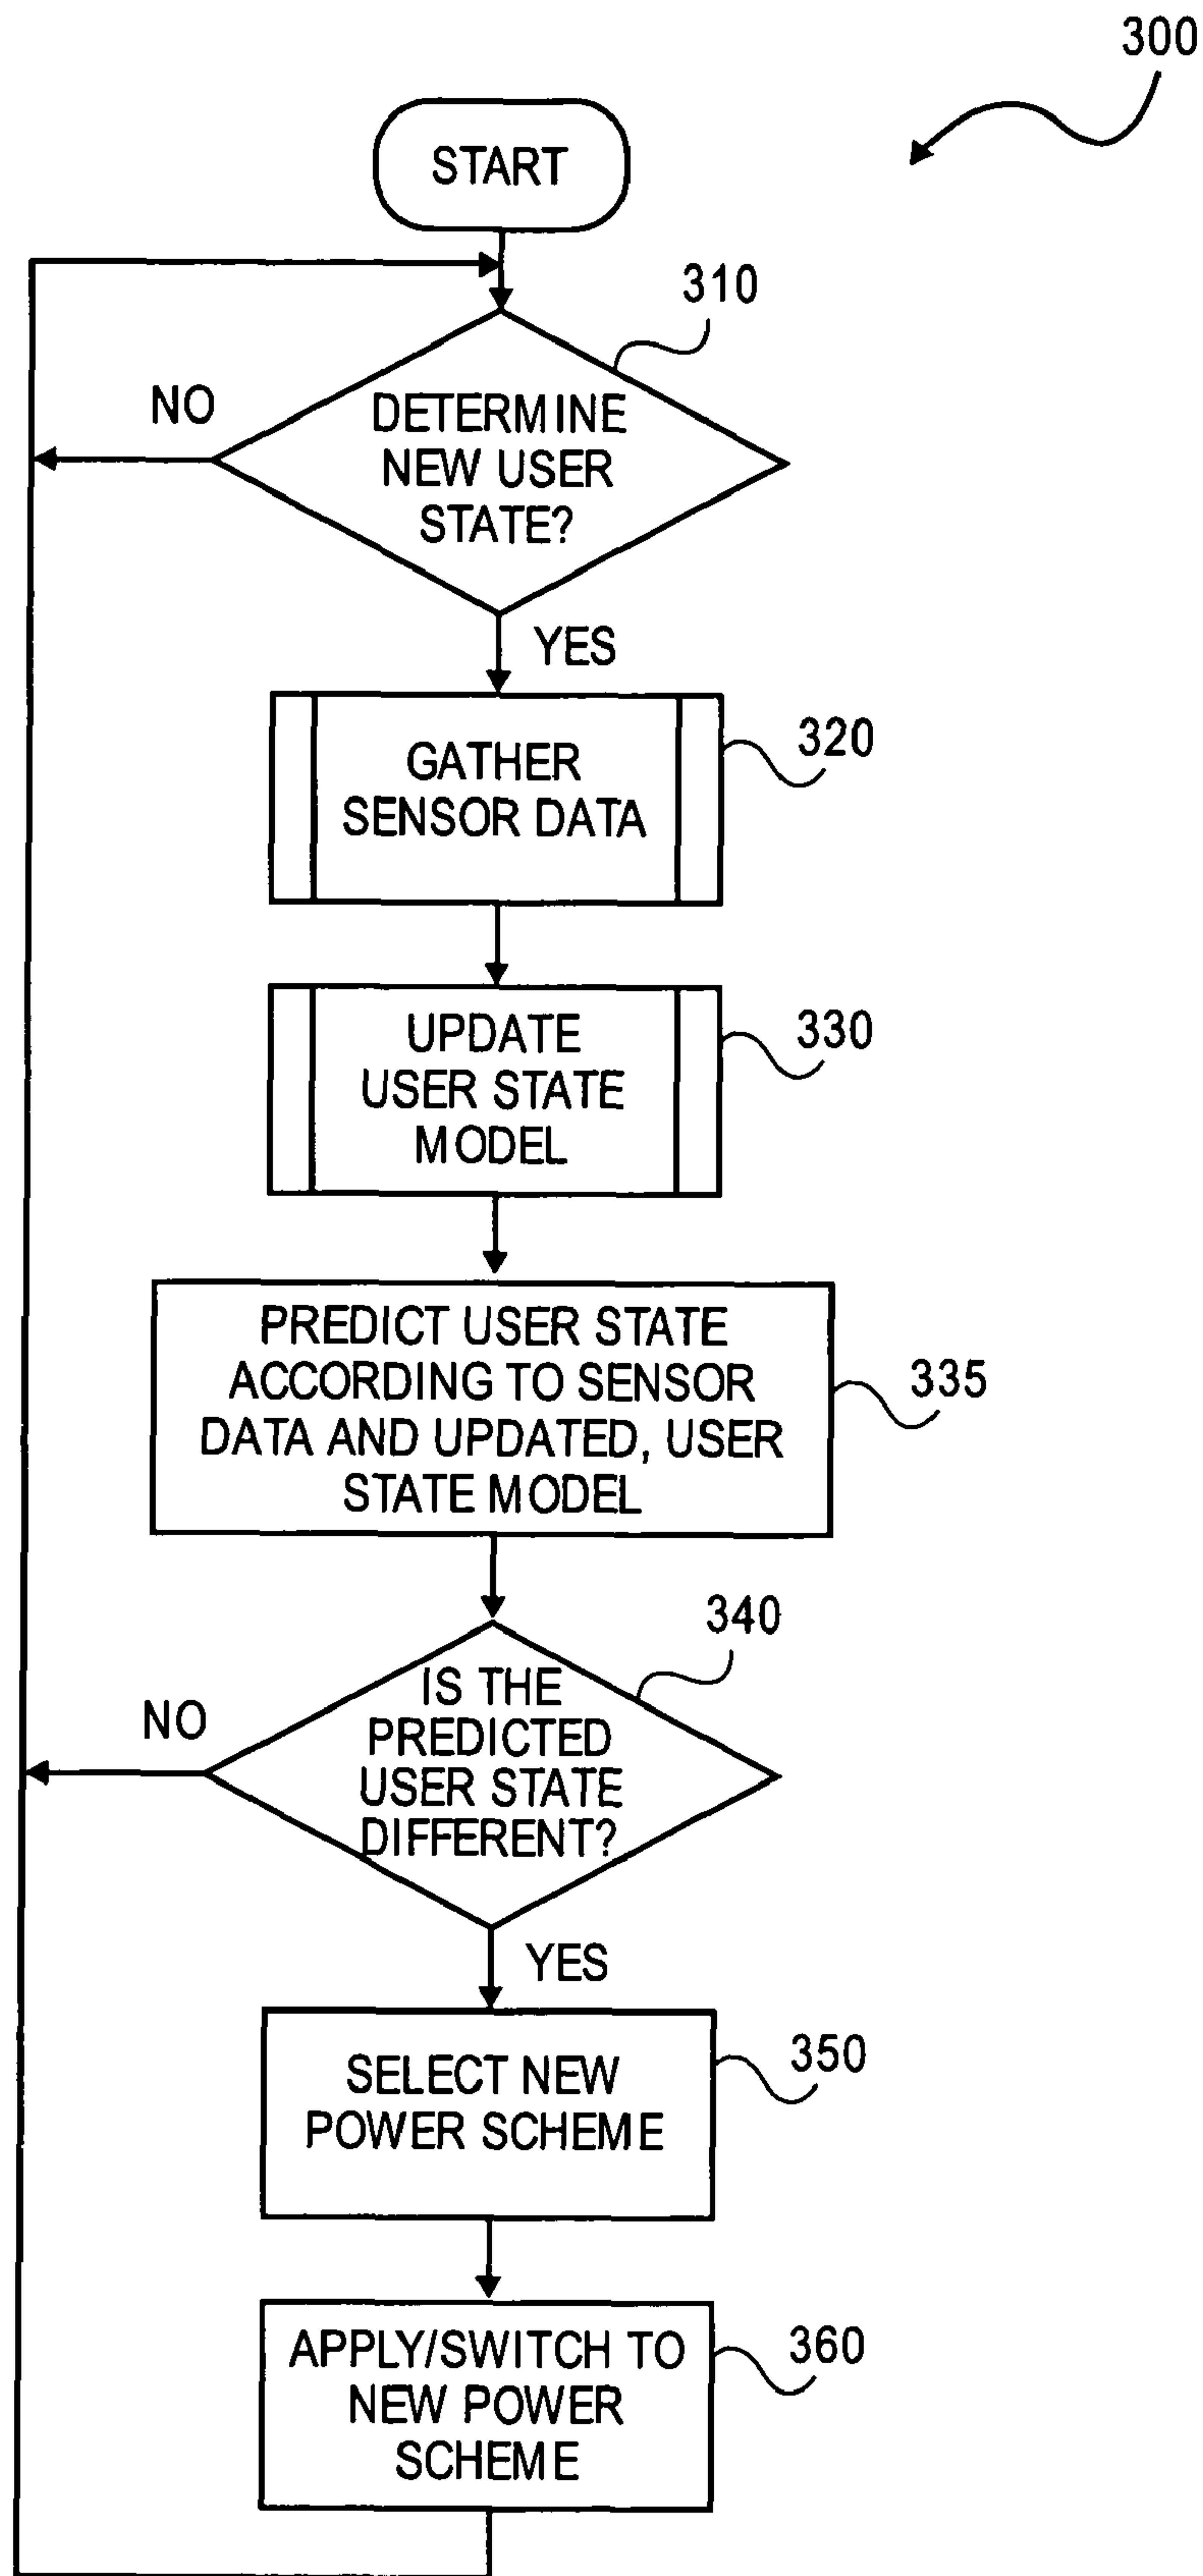 300
START
310
NO
DETERMINE
NEW USER
STATE?
YES
GATHER
SENSOR DATA
320
UPDATE
USER STATE
MODEL
330
PREDICT USER STATE
ACCORDING TO SENSOR
DATA AND UPDATED, USER
STATE MODEL
335
340
NO
IS THE
PREDICTED
USER STATE
DIFFERENT?
YES
SELECT NEW
POWER SCHEME
350
APPLY/SWITCH TO
NEW POWER
SCHEME
360